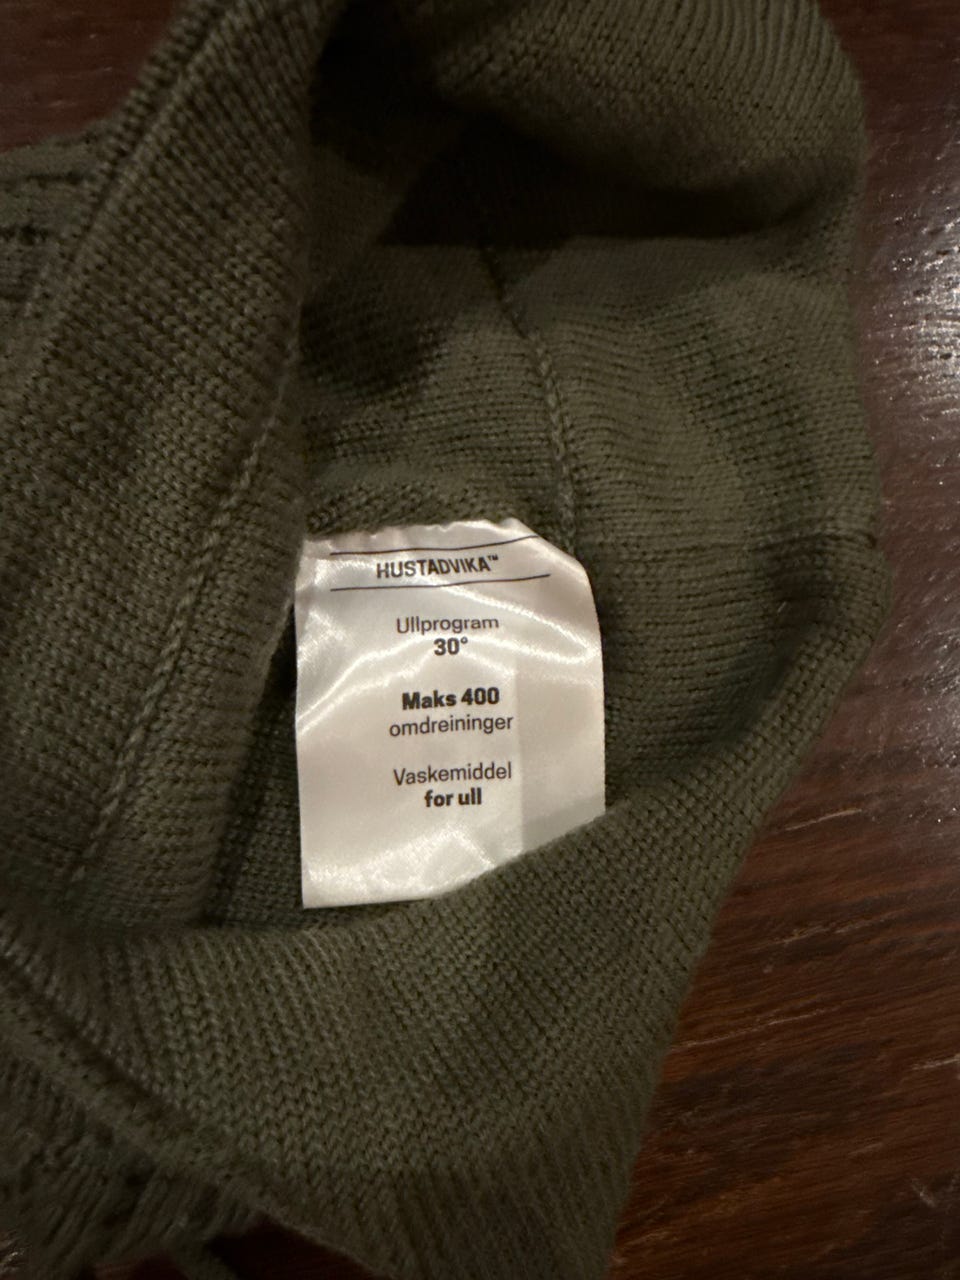 HUSTADVIKA™
Ullprogram
30°
Maks 400
omdreininger
Vaskemiddel
for ull